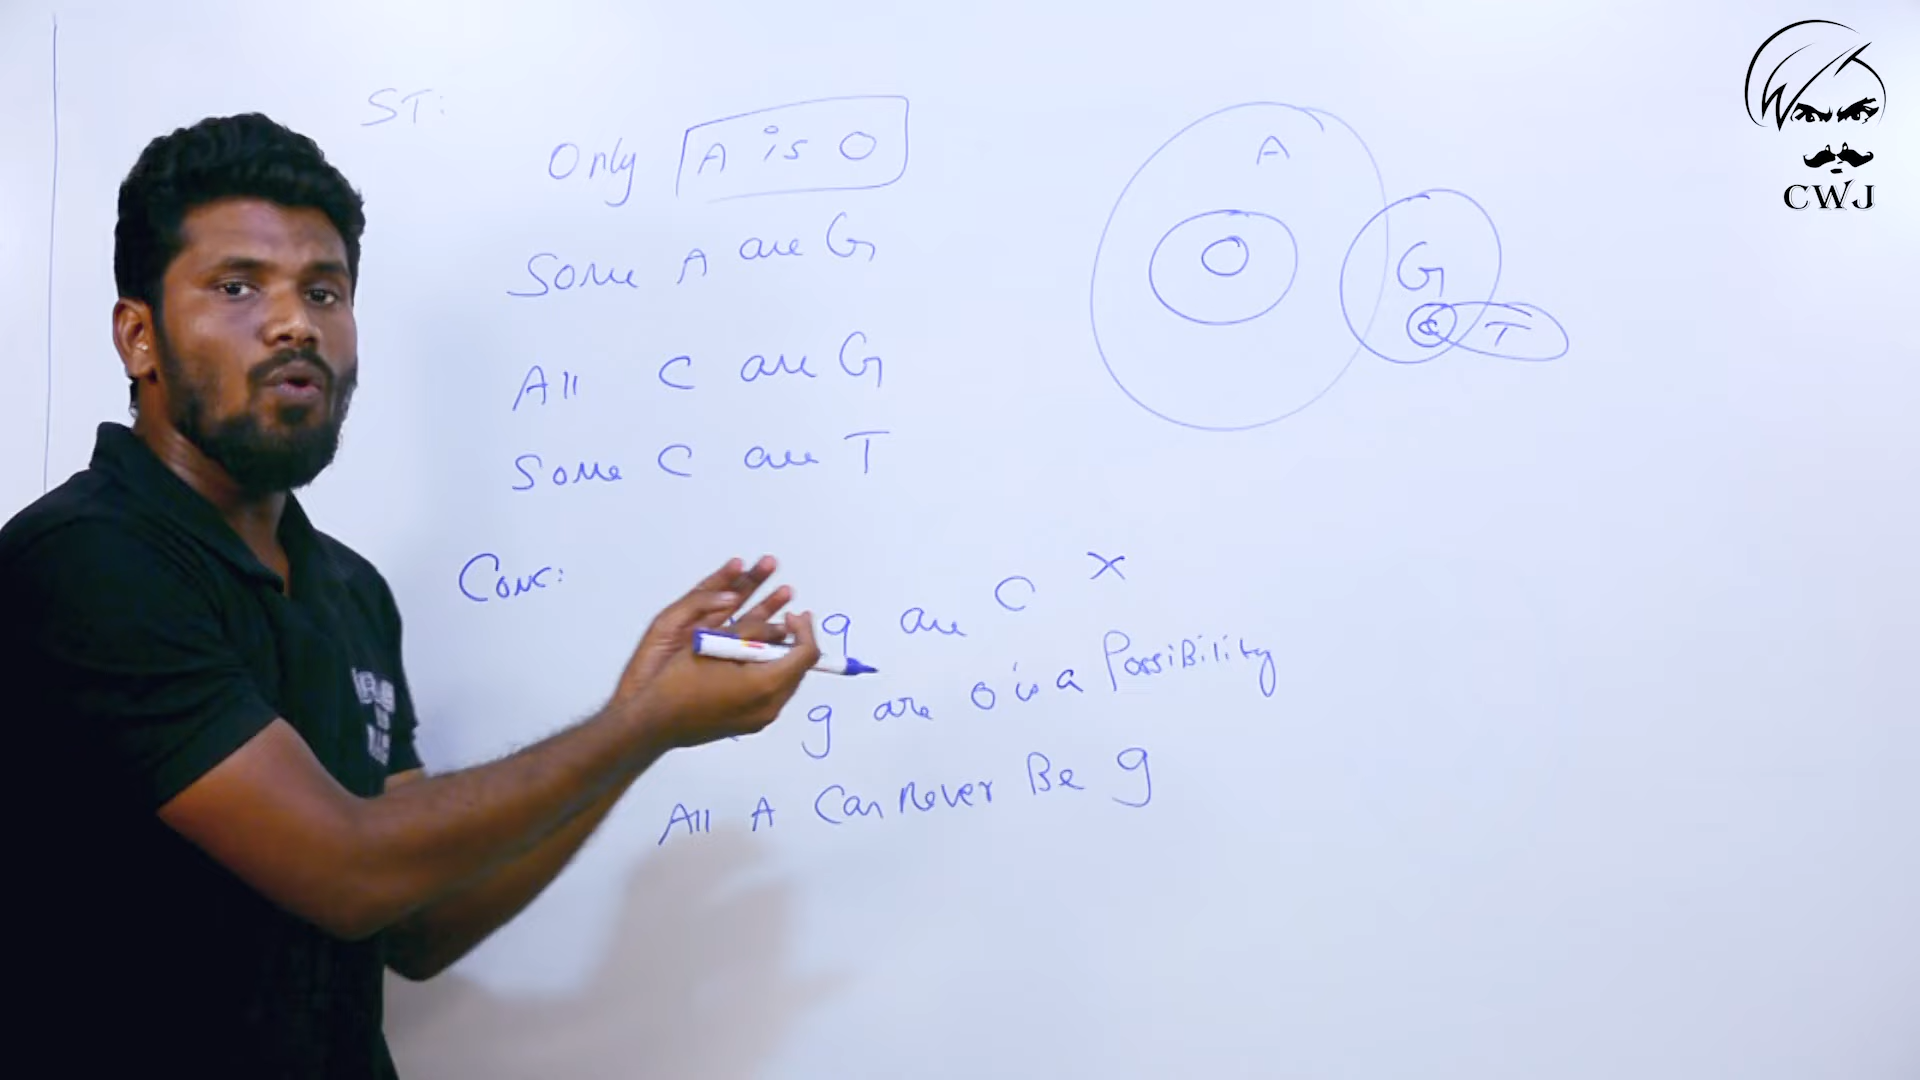 ST:
Only A is O
Some A are G
All C are G
Some C are T
Conc:
g are C X
g are O is a Possibility
All A Can Never Be g
A
O
G
C
T
CWJ